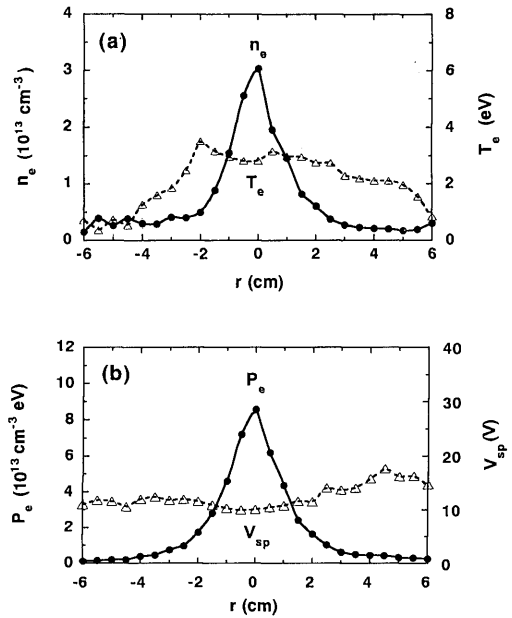 (a)
n_e
T_e
n_e (10^13 cm^-3)
T_e (eV)
4
3
2
1
0
8
6
4
2
0
-6 -4 -2 0 2 4 6
r (cm)
(b)
P_e
V_sp
P_e (10^13 cm^-3 eV)
V_sp (V)
12
10
8
6
4
2
0
40
30
20
10
0
-6 -4 -2 0 2 4 6
r (cm)